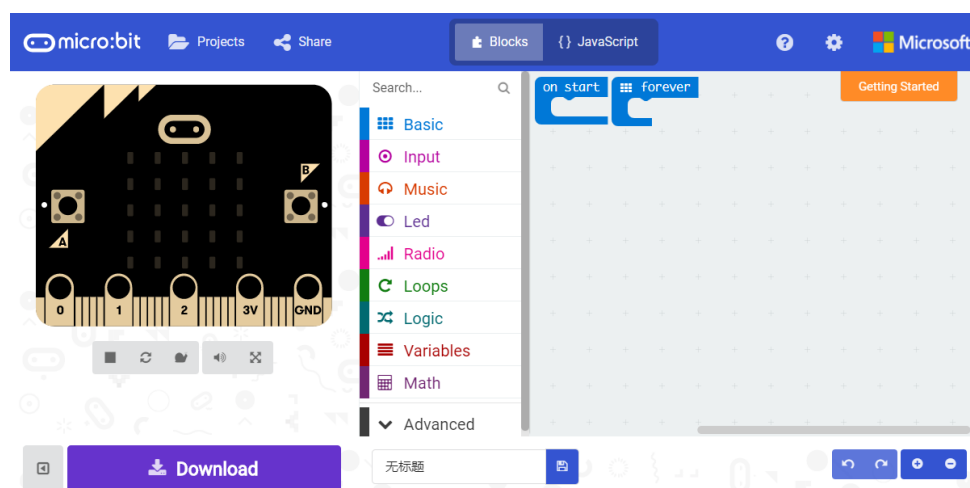 micro:bit Projects Share Blocks {} JavaScript ? Microsoft
Search...
on start forever
Getting Started
Basic
Input
Music
Led
Radio
Loops
Logic
Variables
Math
Advanced
B
A
0 1 2 3V GND
Download
无标题